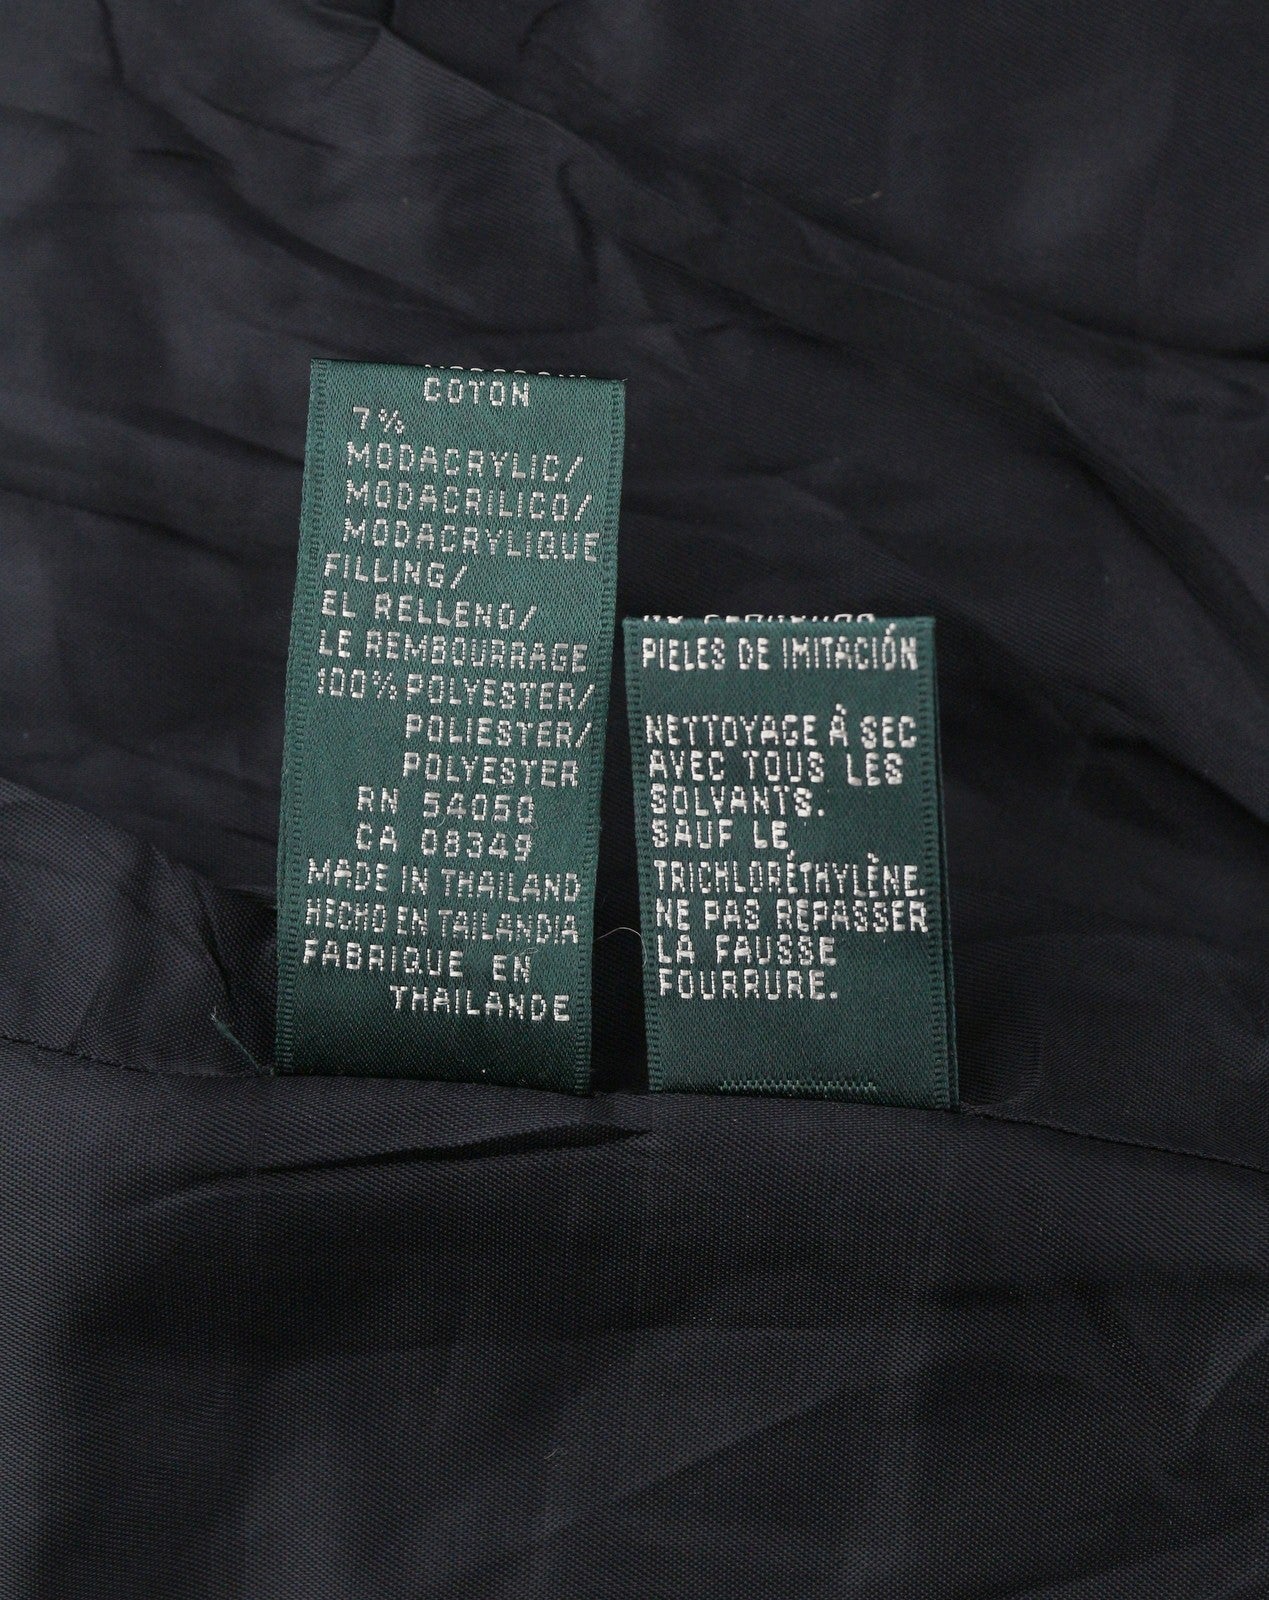 COTON
7%
MODACRYLIC/
MODACRILICO/
MODACRYLIQUE
FILLING/
EL RELLENO/
LE REMBOURRAGE
100% POLYESTER/
POLIESTER/
POLYESTER
RN 54050
CA 08349
MADE IN THAILAND
HECHO EN TAILANDIA
FABRIQUE EN
THAILANDE
PIELES DE IMITACIÓN
NETTOYAGE À SEC
AVEC TOUS LES
SOLVANTS.
SAUF LE
TRICHLORÉTHYLÈNE.
NE PAS REPASSER
LA FAUSSE
FOURRURE.